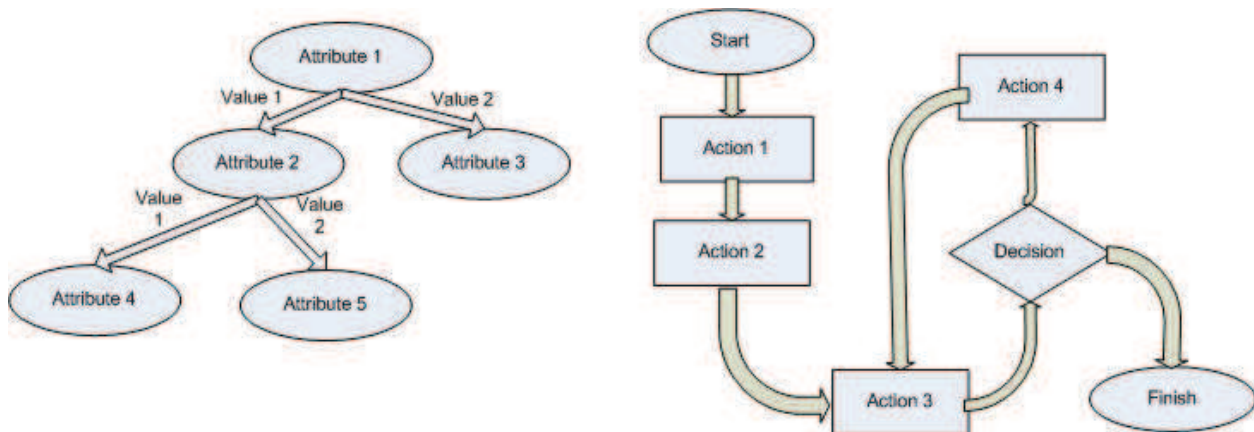 Attribute 1
Value 1
Value 2
Attribute 2
Attribute 3
Value
1
Value
2
Attribute 4
Attribute 5
Start
Action 1
Action 2
Action 3
Action 4
Decision
Finish